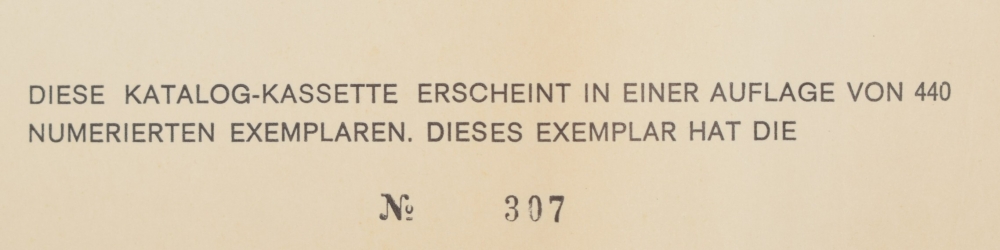 DIESE KATALOG-KASSETTE ERSCHEINT IN EINER AUFLAGE VON 440
NUMERIERTEN EXEMPLAREN. DIESES EXEMPLAR HAT DIE
№ 307